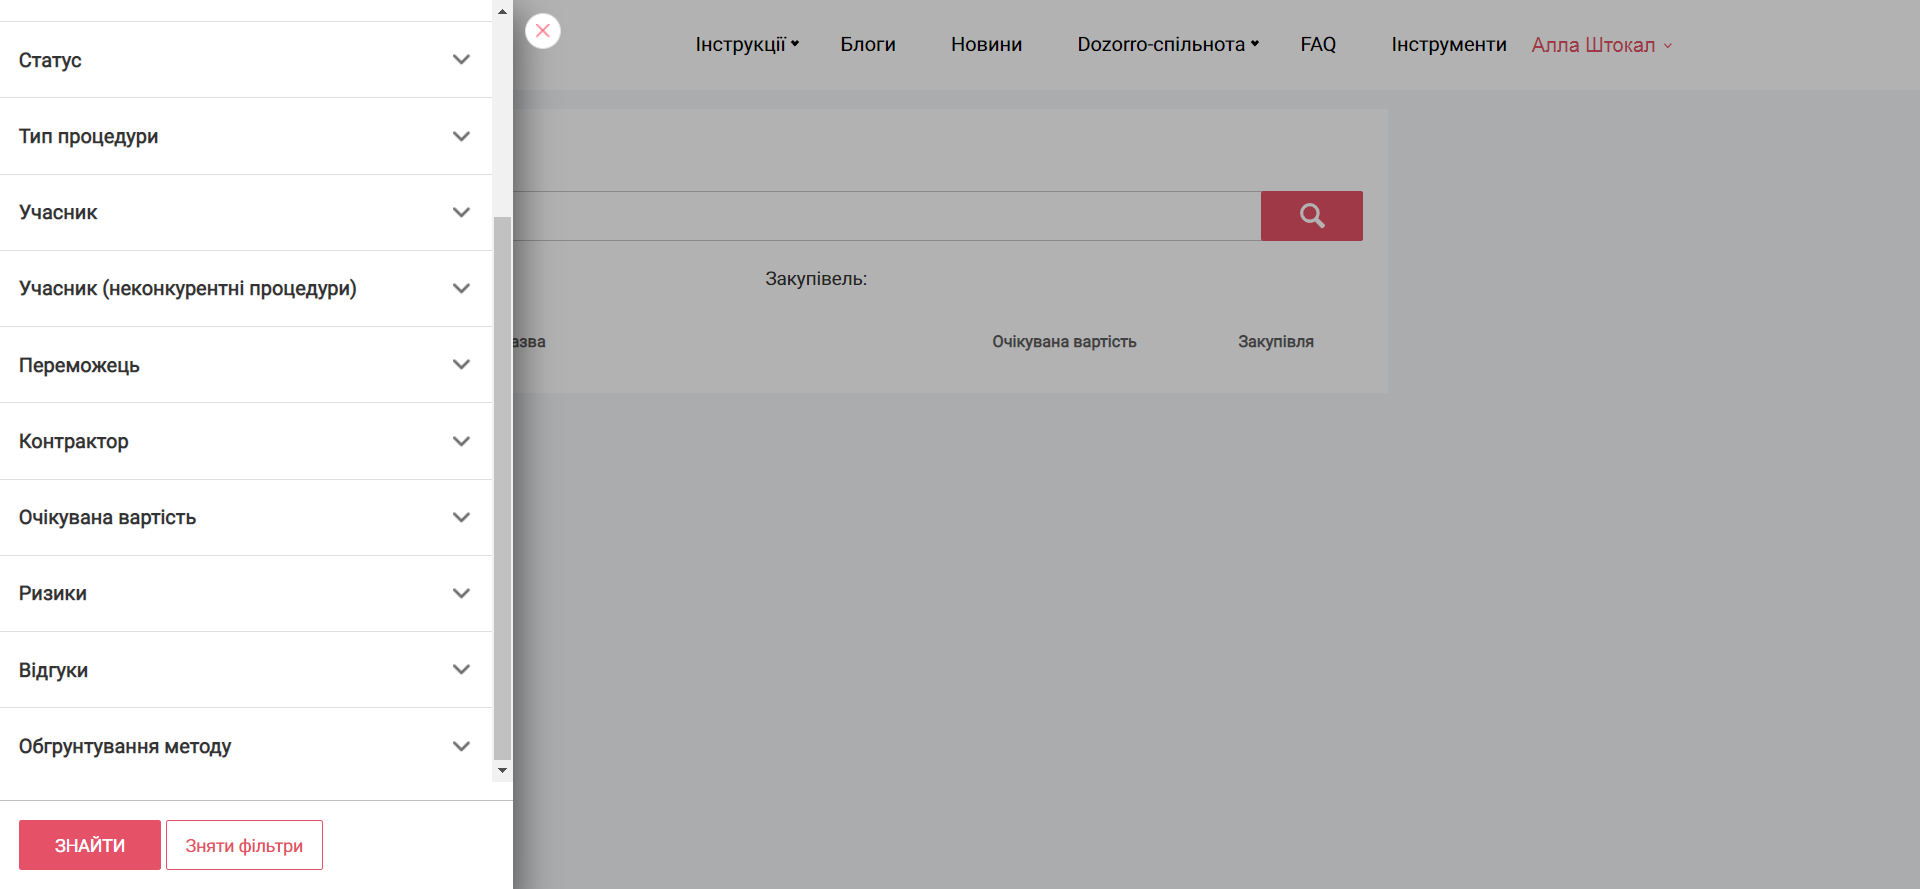 Статус
Тип процедури
Учасник
Учасник (неконкурентні процедури)
Переможець
Контрактор
Очікувана вартість
Ризики
Відгуки
Обгрунтування методу
ЗНАЙТИ
Зняти фільтри
Інструкції
Блоги
Новини
Dozorro-спільнота
FAQ
Інструменти
Алла Штокал
Закупівель:
азва
Очікувана вартість
Закупівля